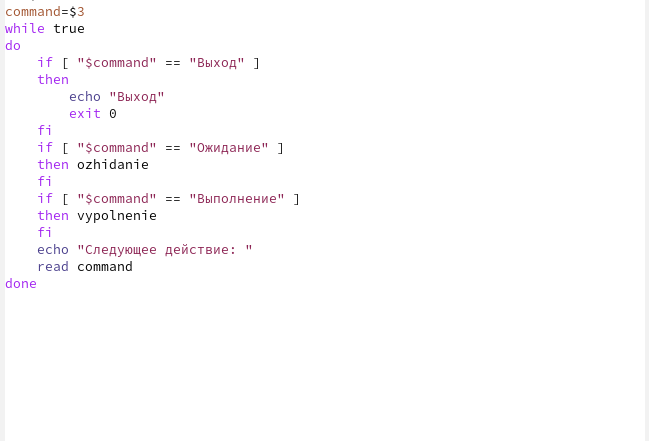 command=$3
while true
do
    if [ "$command" == "Выход" ]
    then
        echo "Выход"
        exit 0
    fi
    if [ "$command" == "Ожидание" ]
    then ozhidanie
    fi
    if [ "$command" == "Выполнение" ]
    then vypolnenie
    fi
    echo "Следующее действие: "
    read command
done